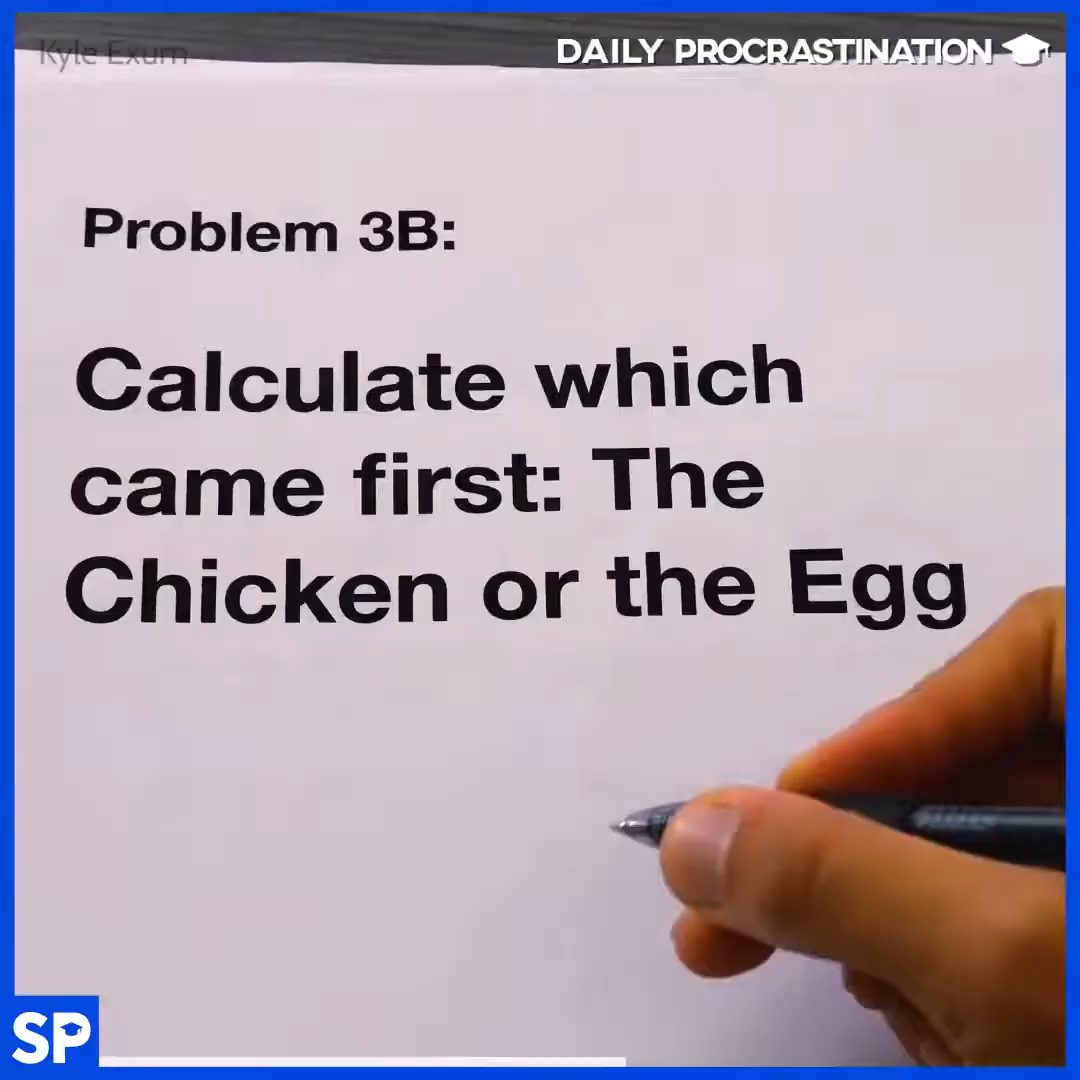 Kyle Exum
DAILY PROCRASTINATION
Problem 3B:
Calculate which
came first: The
Chicken or the Egg
SP